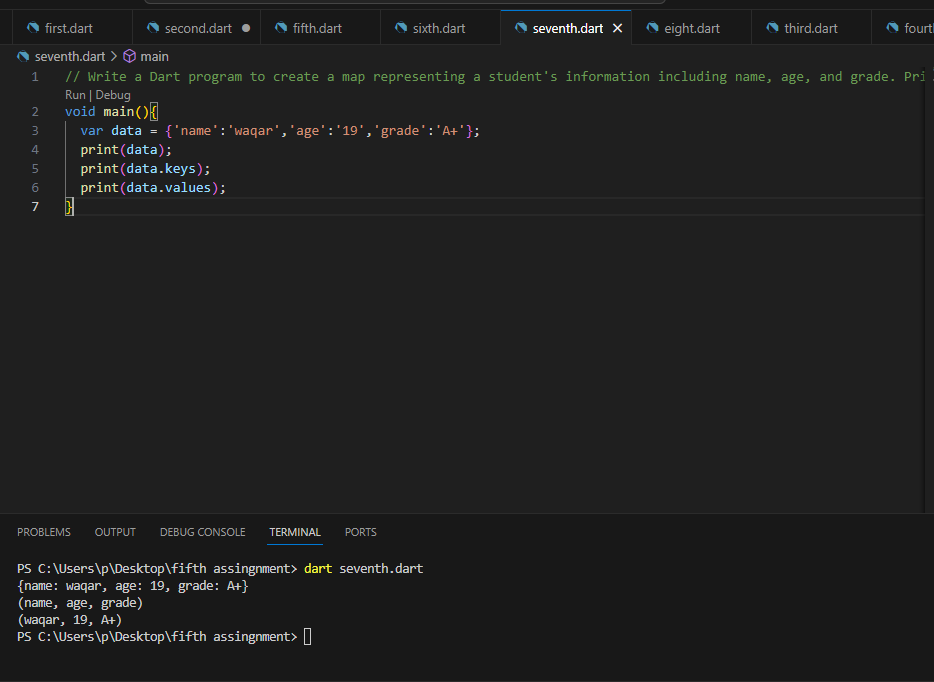 first.dart second.dart fifth.dart sixth.dart seventh.dart eight.dart third.dart fourt
seventh.dart > main
1 // Write a Dart program to create a map representing a student's information including name, age, and grade. Pri
Run | Debug
2 void main(){
3 var data = {'name':'waqar','age':'19','grade':'A+'};
4 print(data);
5 print(data.keys);
6 print(data.values);
7 }
PROBLEMS OUTPUT DEBUG CONSOLE TERMINAL PORTS
PS C:\Users\p\Desktop\fifth assingnment> dart seventh.dart
{name: waqar, age: 19, grade: A+}
(name, age, grade)
(waqar, 19, A+)
PS C:\Users\p\Desktop\fifth assingnment>